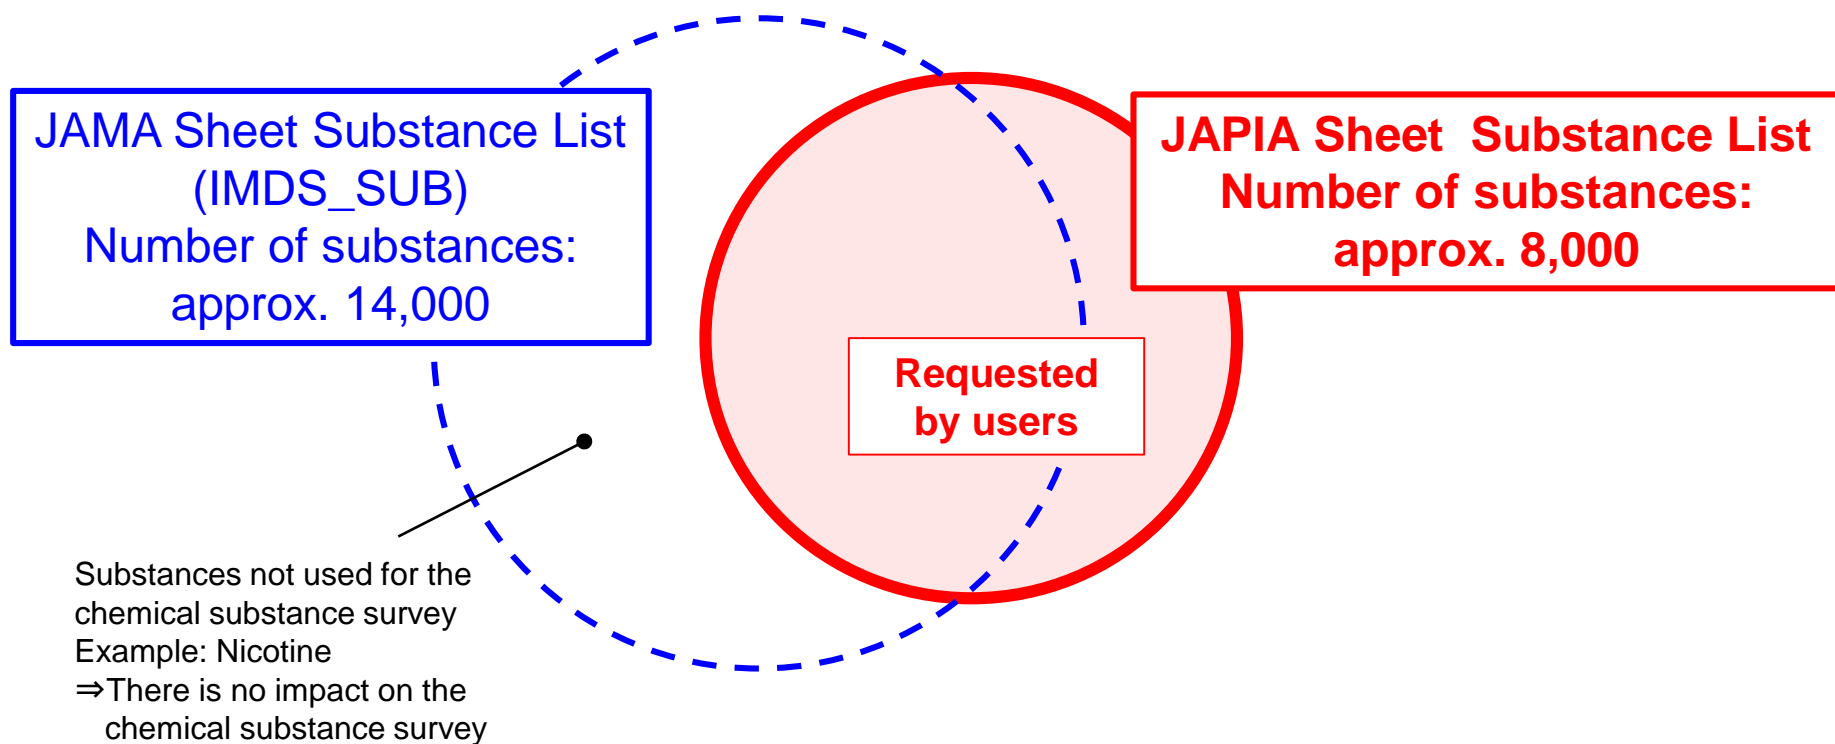 JAMA Sheet Substance List
(IMDS_SUB)
Number of substances:
approx. 14,000
JAPIA Sheet  Substance List
Number of substances:
approx. 8,000
Requested
by users
Substances not used for the
chemical substance survey
Example: Nicotine
⇒There is no impact on the
chemical substance survey